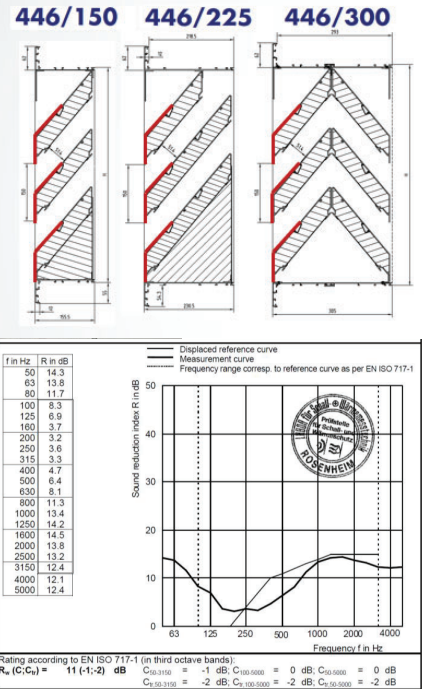 446/150 446/225 446/300
f in Hz R in dB
50 14.3
63 13.8
80 11.7
100 8.3
125 6.9
160 3.7
200 3.2
250 3.6
315 3.3
400 4.7
500 6.4
630 8.1
800 11.3
1000 13.4
1250 14.2
1600 14.5
2000 13.8
2500 13.2
3150 12.4
4000 12.1
5000 12.4
Displaced reference curve
Measurement curve
Frequency range corresp. to reference curve as per EN ISO 717-1
Sound reduction index R in dB
50
40
30
20
10
0
63 125 250 500 1000 2000 4000
Frequency f in Hz
Prüfstelle
für Schall- und
Wärmeschutz
ROSENHEIM
Rating according to EN ISO 717-1 (in third octave bands):
Rw (C;Ctr) = 11 (-1;-2) dB C50-3150 = -1 dB; C100-5000 = 0 dB; C50-5000 = 0 dB
Ctr,50-3150 = -2 dB; Ctr,100-5000 = -2 dB; Ctr,50-5000 = -2 dB